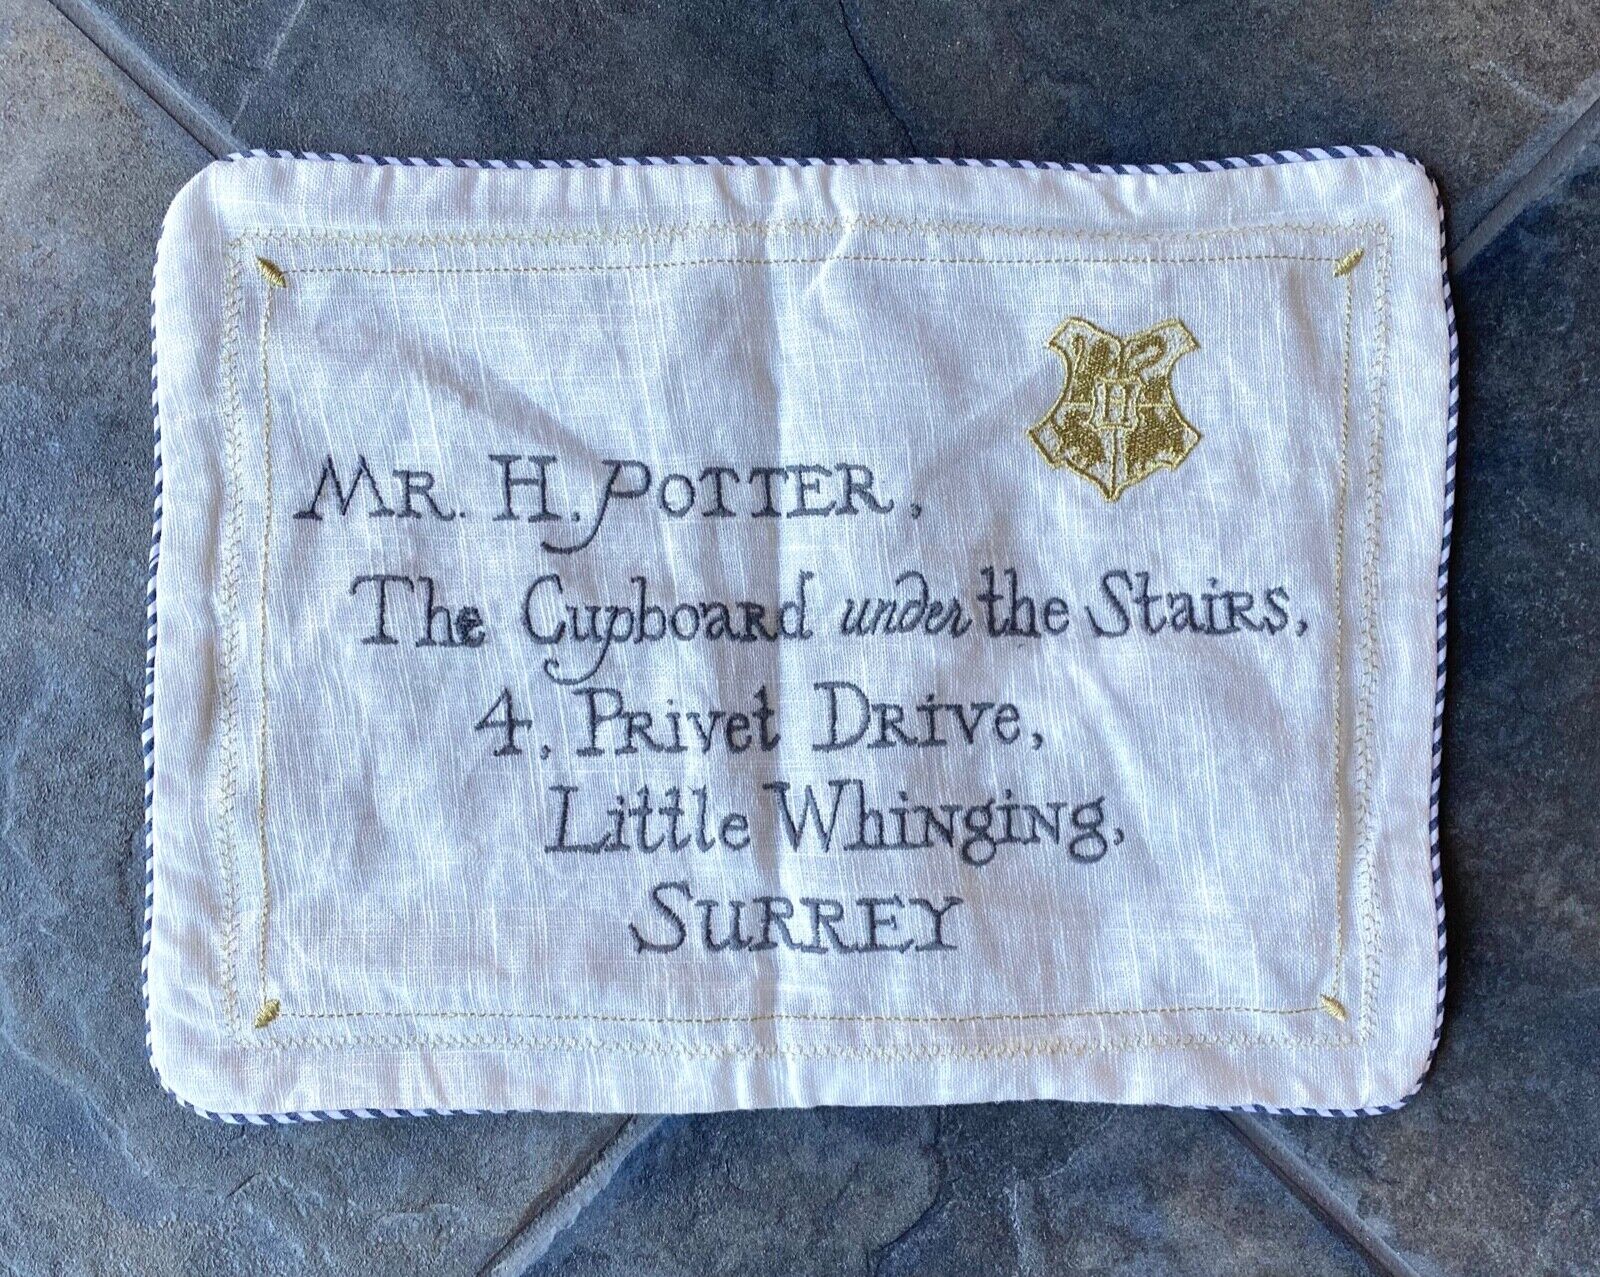 MR. H. POTTER,
H
The Cupboard under the Stairs,
4, Privet Drive,
Little Whinging,
SURREY